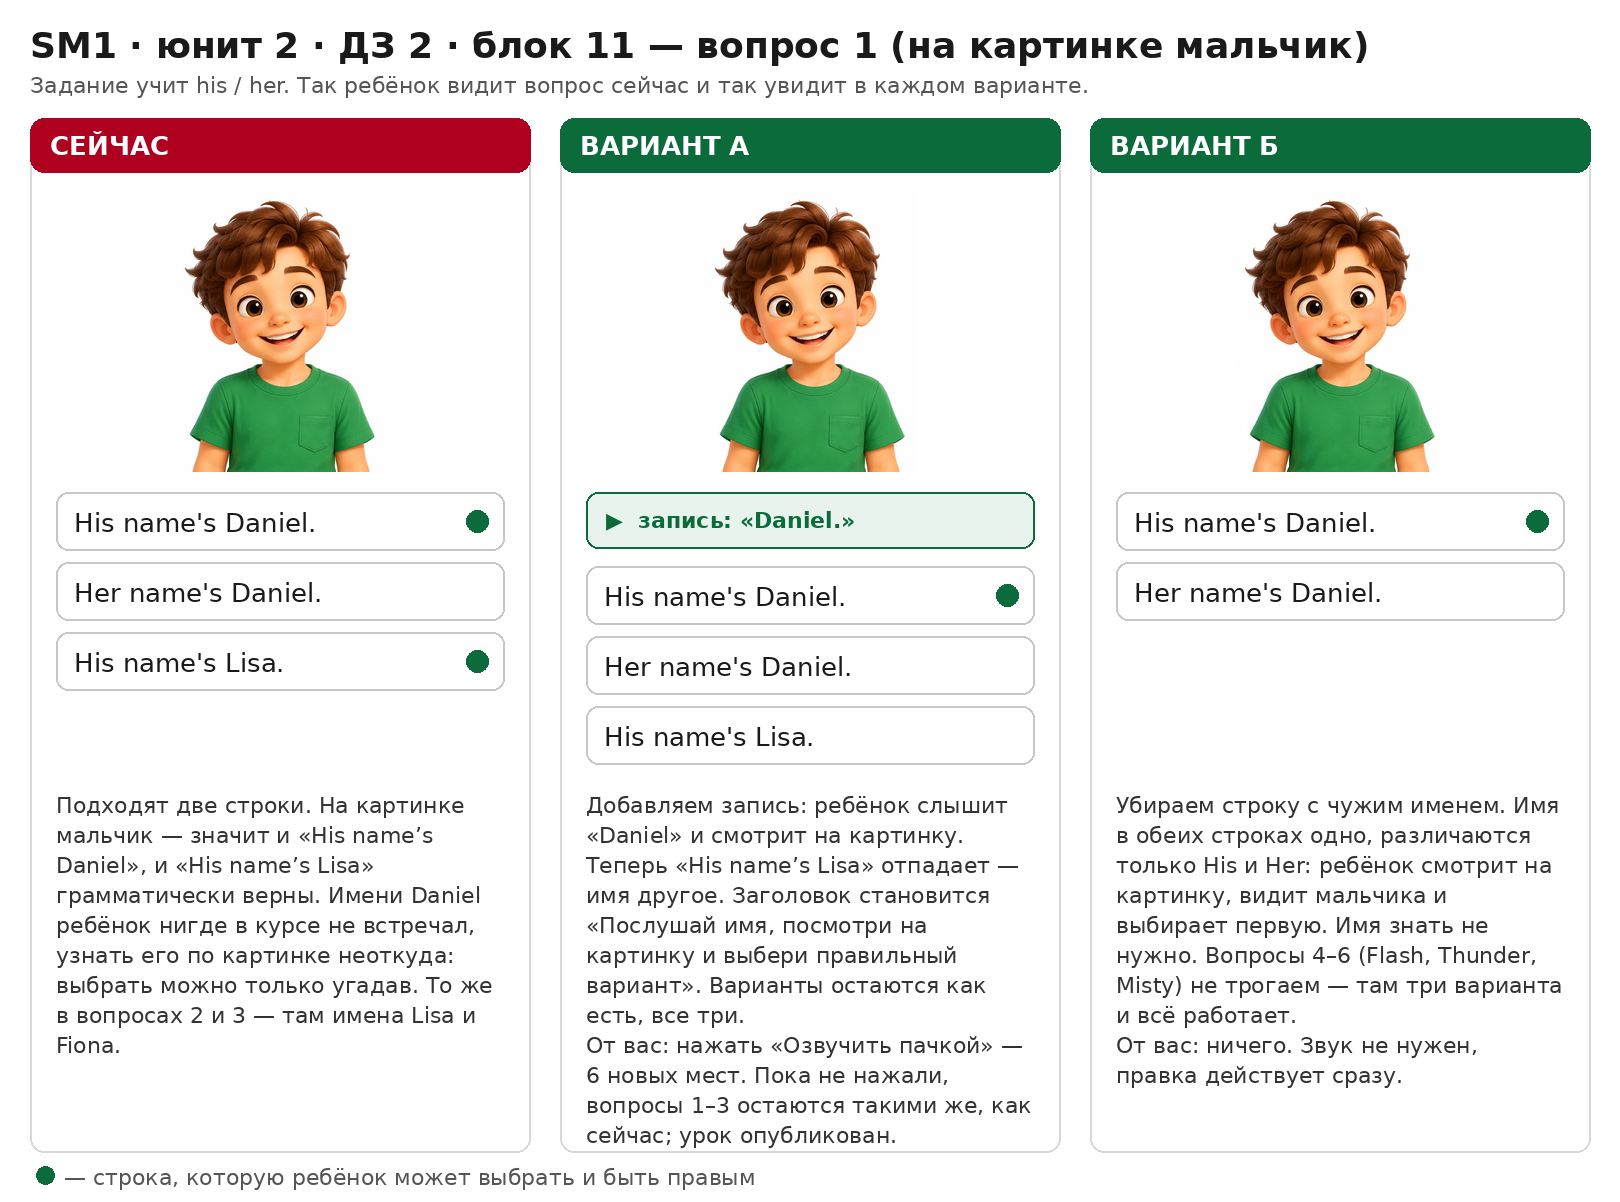 SM1 · юнит 2 · ДЗ 2 · блок 11 — вопрос 1 (на картинке мальчик)
Задание учит his / her. Так ребёнок видит вопрос сейчас и так увидит в каждом варианте.
СЕЙЧАС
His name's Daniel.
Her name's Daniel.
His name's Lisa.
Подходят две строки. На картинке
мальчик — значит и «His name’s
Daniel», и «His name’s Lisa»
грамматически верны. Имени Daniel
ребёнок нигде в курсе не встречал,
узнать его по картинке неоткуда:
выбрать можно только угадав. То же
в вопросах 2 и 3 — там имена Lisa и
Fiona.
ВАРИАНТ А
▶ запись: «Daniel.»
His name's Daniel.
Her name's Daniel.
His name's Lisa.
Добавляем запись: ребёнок слышит
«Daniel» и смотрит на картинку.
Теперь «His name’s Lisa» отпадает —
имя другое. Заголовок становится
«Послушай имя, посмотри на
картинку и выбери правильный
вариант». Варианты остаются как
есть, все три.
От вас: нажать «Озвучить пачкой» —
6 новых мест. Пока не нажали,
вопросы 1–3 остаются такими же, как
сейчас; урок опубликован.
ВАРИАНТ Б
His name's Daniel.
Her name's Daniel.
Убираем строку с чужим именем. Имя
в обеих строках одно, различаются
только His и Her: ребёнок смотрит на
картинку, видит мальчика и
выбирает первую. Имя знать не
нужно. Вопросы 4–6 (Flash, Thunder,
Misty) не трогаем — там три варианта
и всё работает.
От вас: ничего. Звук не нужен,
правка действует сразу.
— строка, которую ребёнок может выбрать и быть правым